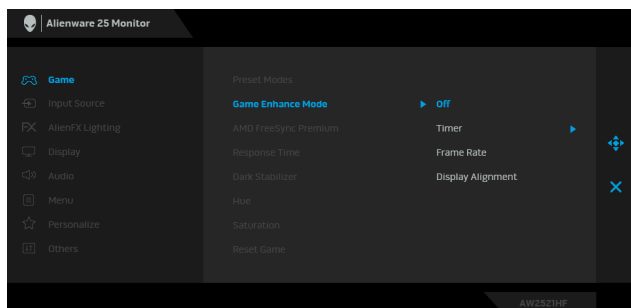 Alienware 25 Monitor
Game
Input Source
AlienFX Lighting
Display
Audio
Menu
Personalize
Others
Preset Modes
Game Enhance Mode
AMD FreeSync Premium
Response Time
Dark Stabilizer
Hue
Saturation
Reset Game
Off
Timer
Frame Rate
Display Alignment
AW2521HF